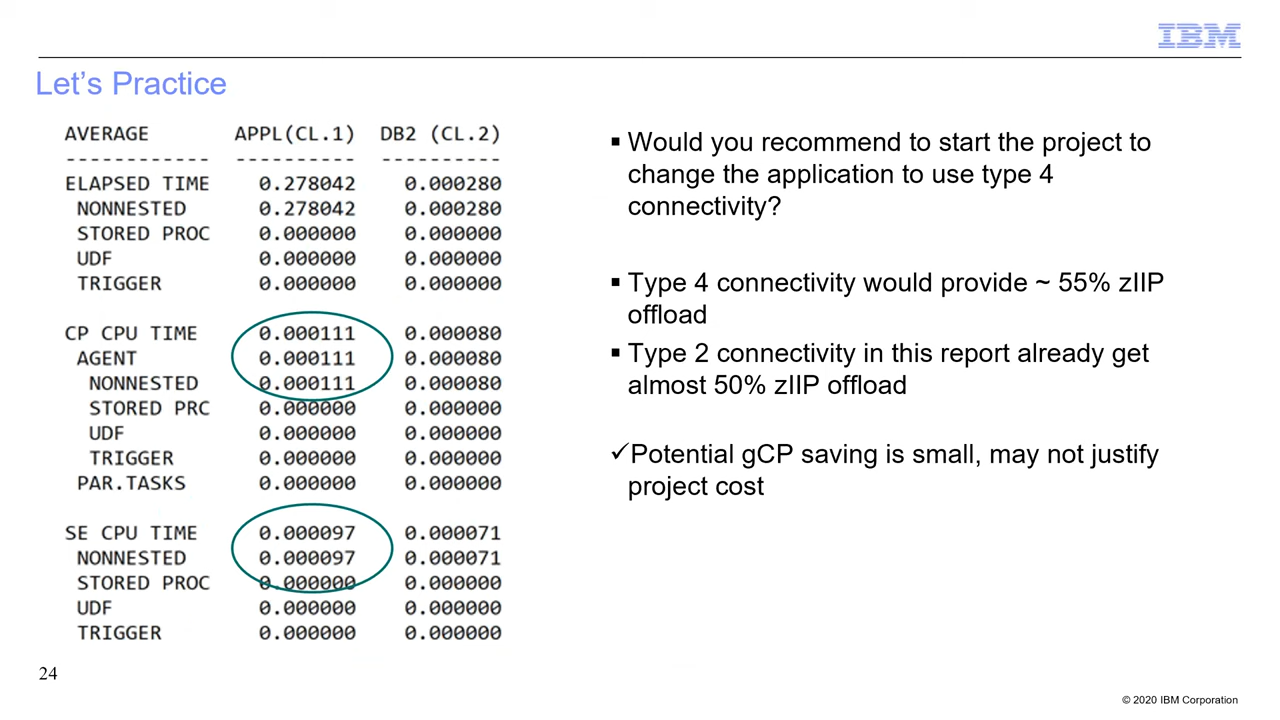 IBM
Let's Practice
AVERAGE APPL(CL.1) DB2 (CL.2)
------------ ---------- ----------
ELAPSED TIME 0.278042 0.000280
NONNESTED 0.278042 0.000280
STORED PROC 0.000000 0.000000
UDF 0.000000 0.000000
TRIGGER 0.000000 0.000000
CP CPU TIME 0.000111 0.000080
AGENT 0.000111 0.000080
NONNESTED 0.000111 0.000080
STORED PRC 0.000000 0.000000
UDF 0.000000 0.000000
TRIGGER 0.000000 0.000000
PAR.TASKS 0.000000 0.000000
SE CPU TIME 0.000097 0.000071
NONNESTED 0.000097 0.000071
STORED PROC 0.000000 0.000000
UDF 0.000000 0.000000
TRIGGER 0.000000 0.000000
▪ Would you recommend to start the project to
change the application to use type 4
connectivity?
▪ Type 4 connectivity would provide ~ 55% zIIP
offload
▪ Type 2 connectivity in this report already get
almost 50% zIIP offload
✓Potential gCP saving is small, may not justify
project cost
24
© 2020 IBM Corporation